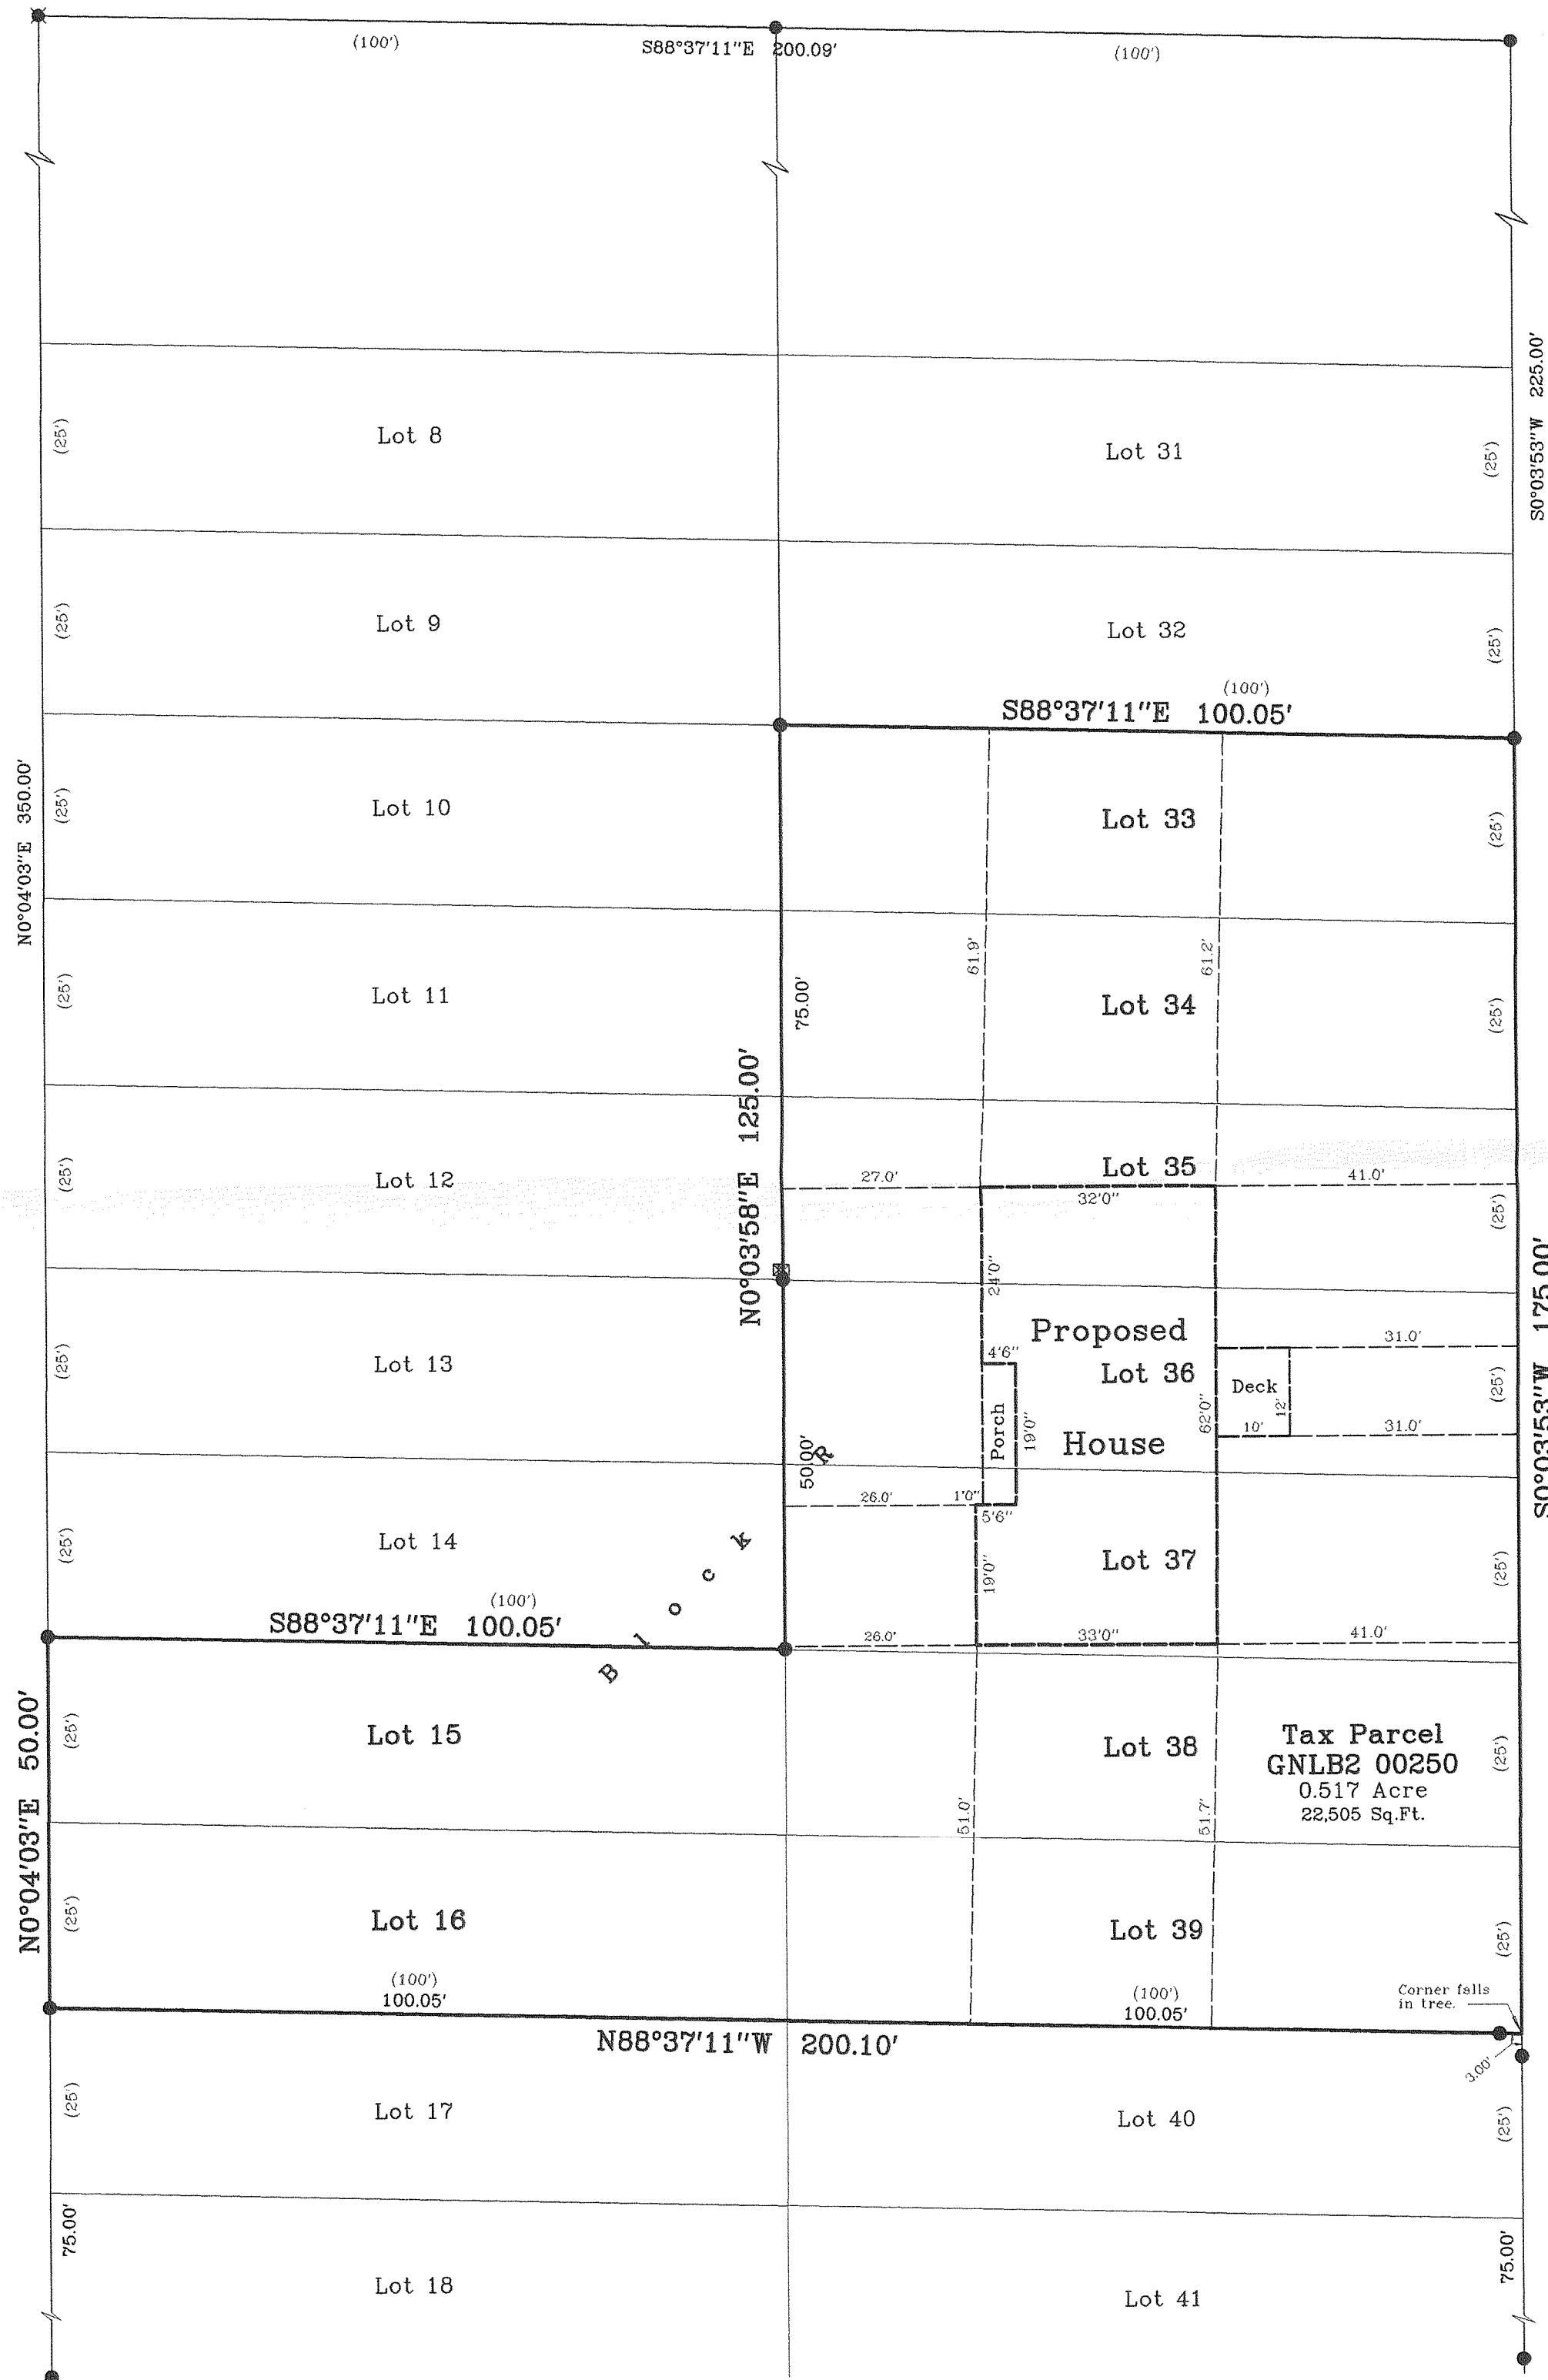 (100')
S88°37'11"E 200.09'
(100')
S0°03'53"W 225.00'
N0°04'03"E 350.00'
(25')
Lot 8
Lot 31
(25')
(25')
Lot 9
Lot 32
(25')
(100')
S88°37'11"E 100.05'
(25')
Lot 10
Lot 33
(25')
(25')
Lot 11
61.9'
61.2'
75.00'
Lot 34
(25')
N0°03'58"E 125.00'
(25')
Lot 12
Lot 35
27.0'
32'0"
41.0'
(25')
24'0"
(25')
Lot 13
Proposed
31.0'
4'6"
Lot 36
(25')
Deck
12'
10'
31.0'
Porch
19'0"
62'0"
House
S0°03'53"W 175.00'
50.00'
26.0'
1'0"
5'6"
(25')
Lot 14
19'0"
Lot 37
(25')
Block R
(100')
S88°37'11"E 100.05'
26.0'
33'0"
41.0'
N0°04'03"E 50.00'
(25')
Lot 15
Lot 38
Tax Parcel
GNLB2 00250
0.517 Acre
22,505 Sq.Ft.
(25')
51.0'
51.7'
(25')
Lot 16
Lot 39
(25')
(100')
100.05'
(100')
100.05'
Corner falls
in tree.
N88°37'11"W 200.10'
3.00'
(25')
Lot 17
Lot 40
(25')
75.00'
Lot 18
Lot 41
75.00'